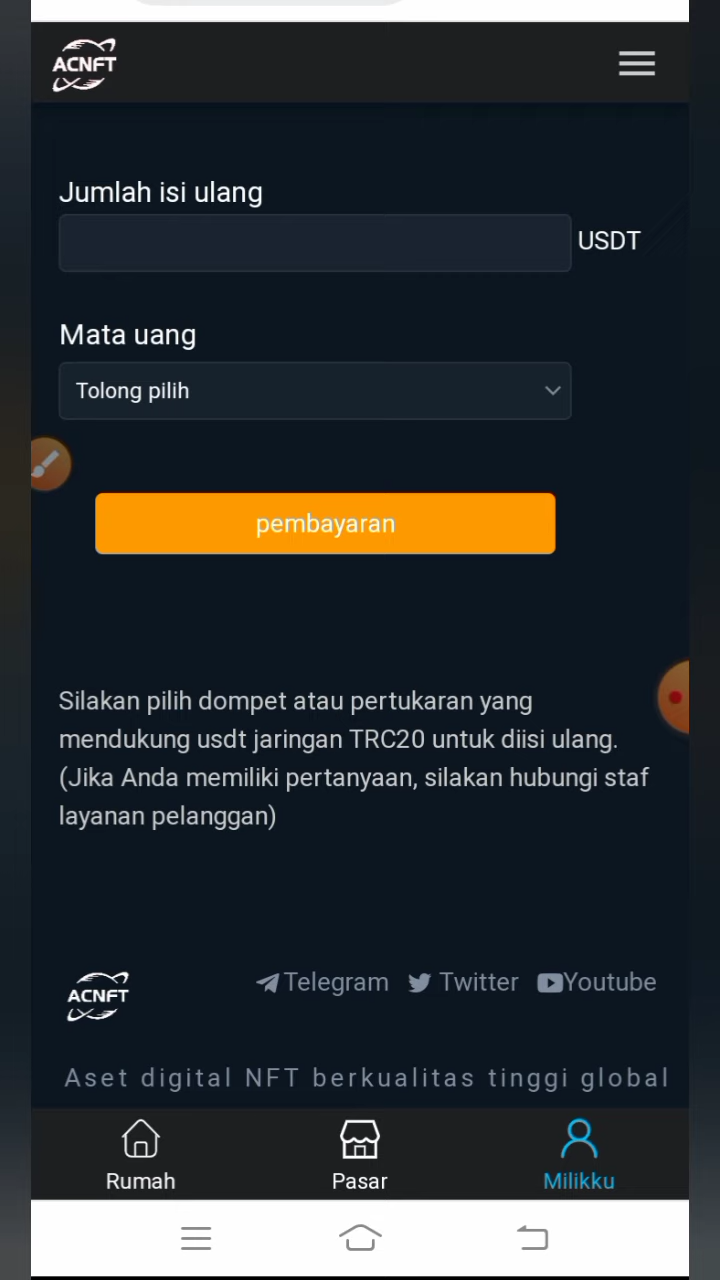 ACNFT
Jumlah isi ulang
USDT
Mata uang
Tolong pilih
pembayaran
Silakan pilih dompet atau pertukaran yang
mendukung usdt jaringan TRC20 untuk diisi ulang.
(Jika Anda memiliki pertanyaan, silakan hubungi staf
layanan pelanggan)
ACNFT Telegram Twitter Youtube
Aset digital NFT berkualitas tinggi global
Rumah Pasar Milikku